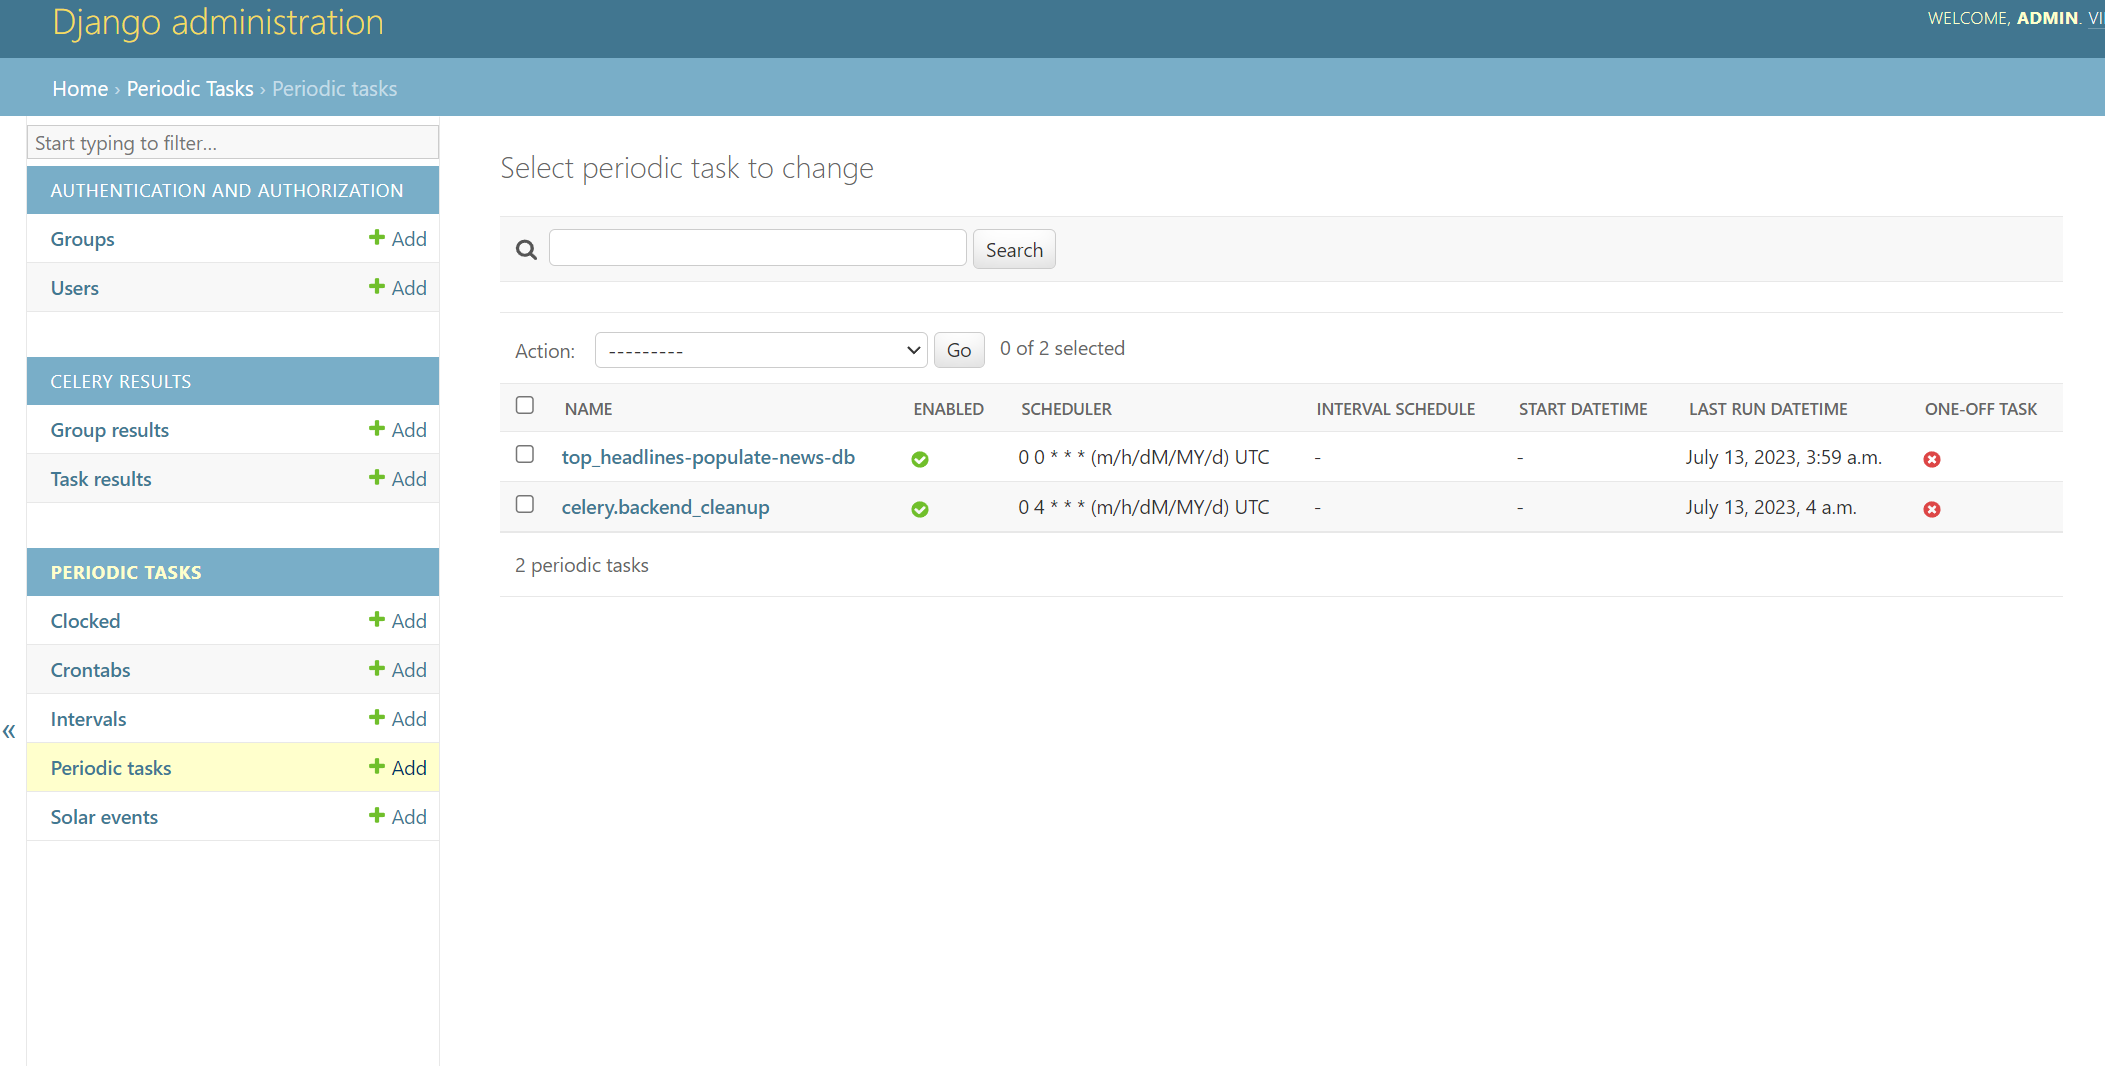 Django administration
WELCOME, ADMIN.
Home › Periodic Tasks › Periodic tasks
Start typing to filter...
AUTHENTICATION AND AUTHORIZATION
Groups Add
Users Add
CELERY RESULTS
Group results Add
Task results Add
PERIODIC TASKS
Clocked Add
Crontabs Add
Intervals Add
Periodic tasks Add
Solar events Add
«
Select periodic task to change
Search
Action: --------- Go 0 of 2 selected
NAME ENABLED SCHEDULER INTERVAL SCHEDULE START DATETIME LAST RUN DATETIME ONE-OFF TASK
top_headlines-populate-news-db 0 0 * * * (m/h/dM/MY/d) UTC - - July 13, 2023, 3:59 a.m.
celery.backend_cleanup 0 4 * * * (m/h/dM/MY/d) UTC - - July 13, 2023, 4 a.m.
2 periodic tasks